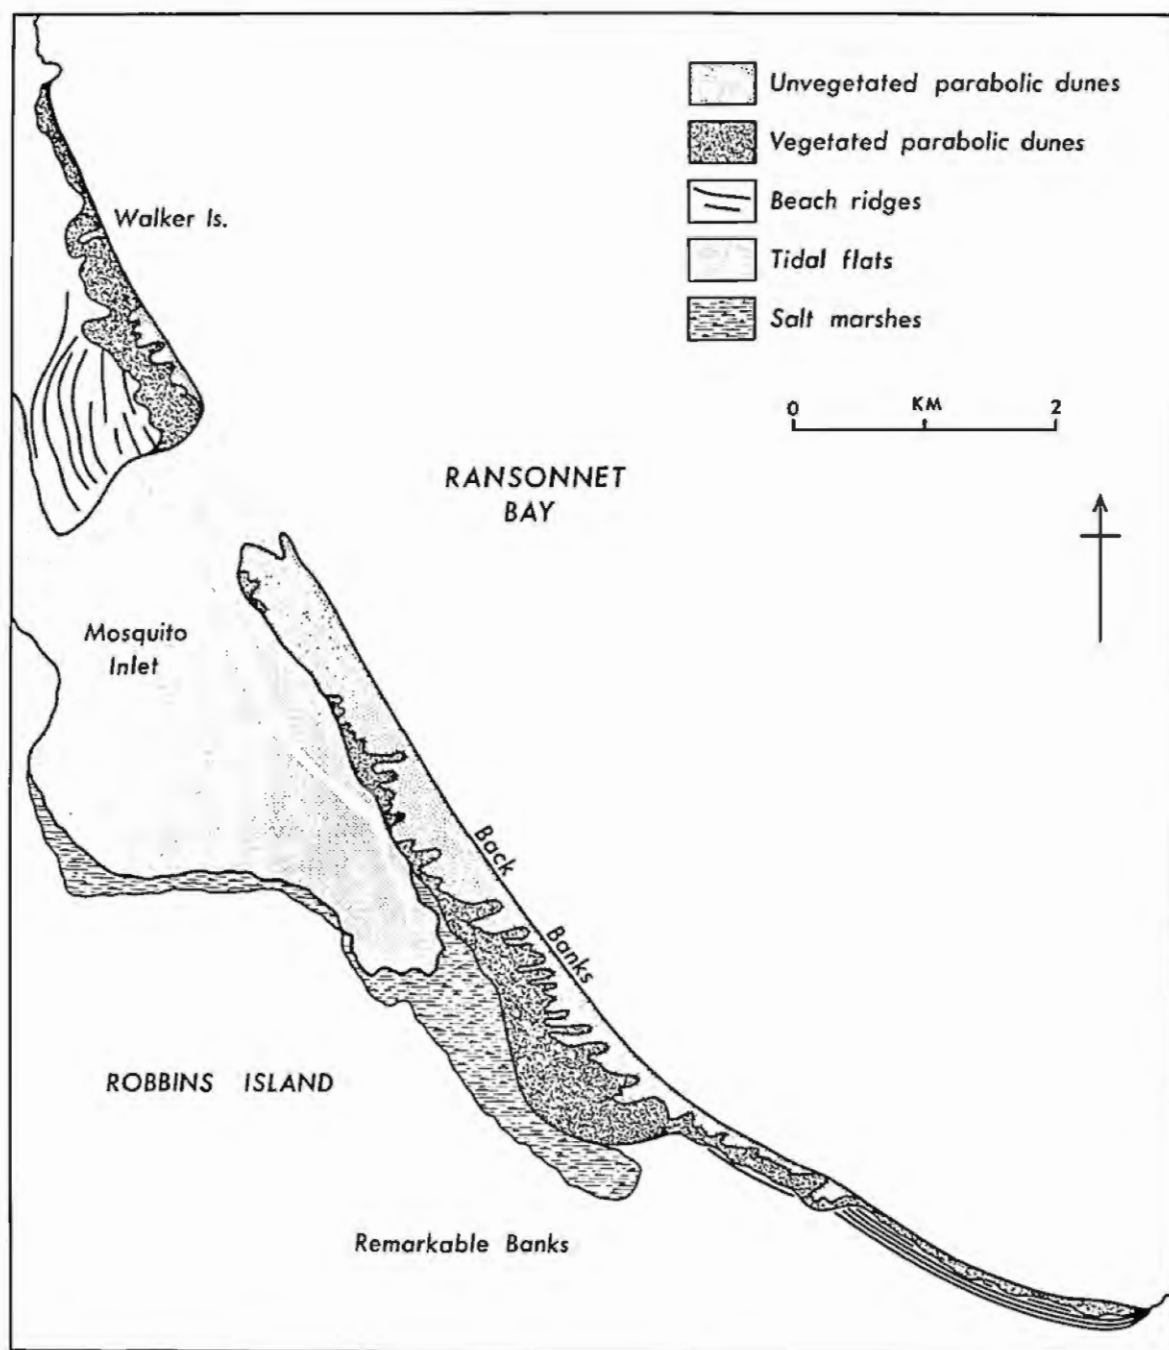 Unvegetated parabolic dunes
Vegetated parabolic dunes
Walker Is.
Beach ridges
Tidal flats
Salt marshes
0 KM 2
RANSONNET
BAY
Mosquito
Inlet
Back
Banks
ROBBINS ISLAND
Remarkable Banks